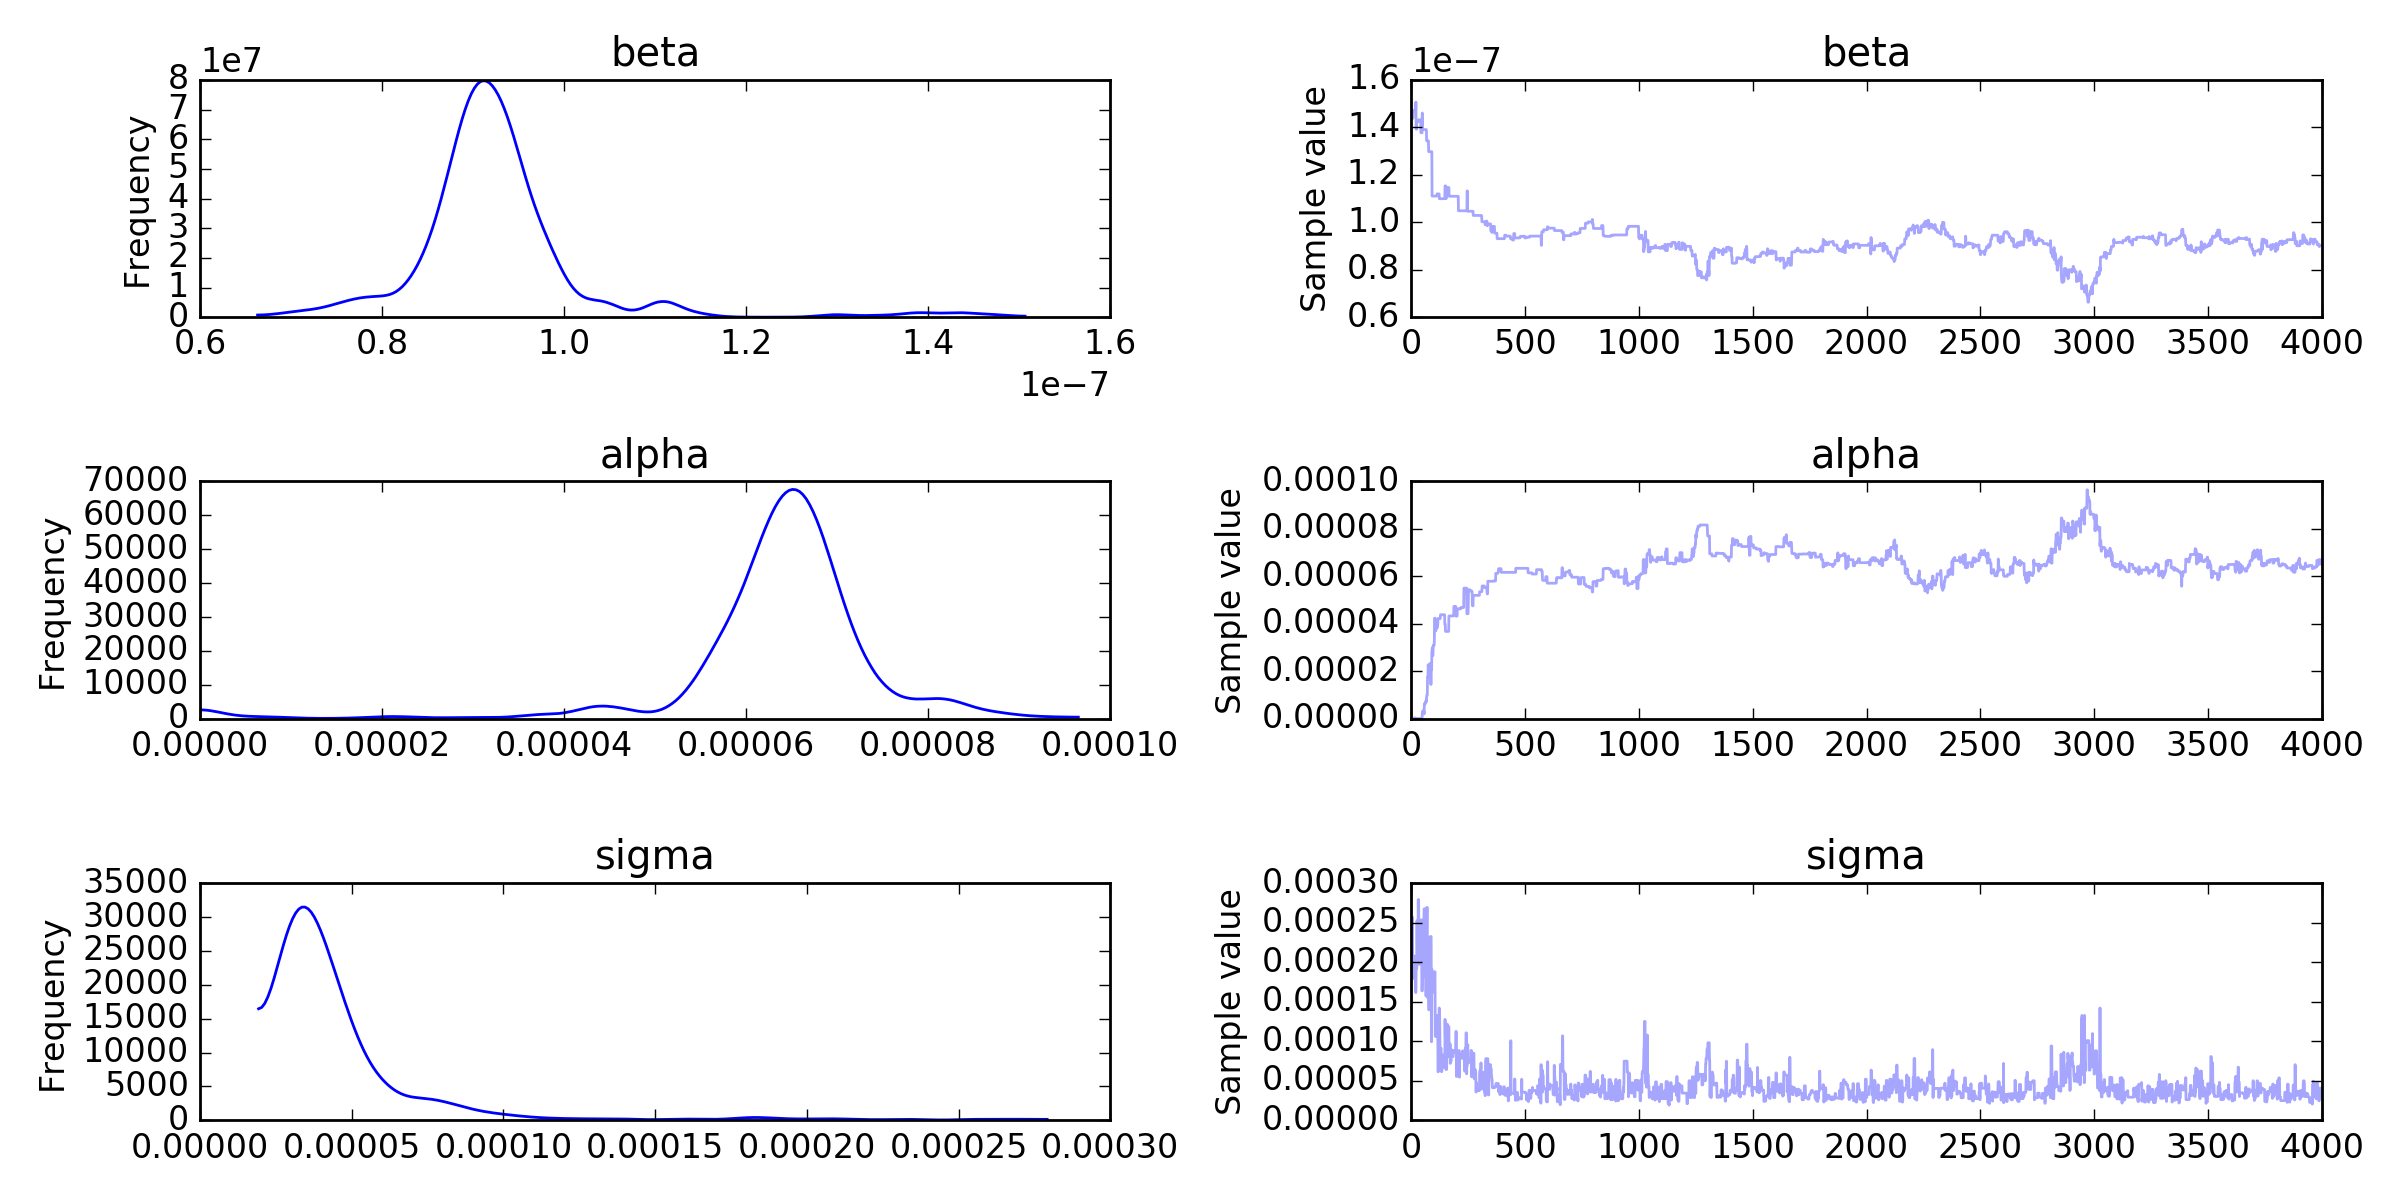 beta
1e7
Frequency
8
7
6
5
4
3
2
1
0
0.6 0.8 1.0 1.2 1.4 1.6
1e−7
beta
1e−7
Sample value
1.6
1.4
1.2
1.0
0.8
0.6
0 500 1000 1500 2000 2500 3000 3500 4000
alpha
Frequency
70000
60000
50000
40000
30000
20000
10000
0
0.00000 0.00002 0.00004 0.00006 0.00008 0.00010
alpha
Sample value
0.00010
0.00008
0.00006
0.00004
0.00002
0.00000
0 500 1000 1500 2000 2500 3000 3500 4000
sigma
Frequency
35000
30000
25000
20000
15000
10000
5000
0
0.00000 0.00005 0.00010 0.00015 0.00020 0.00025 0.00030
sigma
Sample value
0.00030
0.00025
0.00020
0.00015
0.00010
0.00005
0.00000
0 500 1000 1500 2000 2500 3000 3500 4000